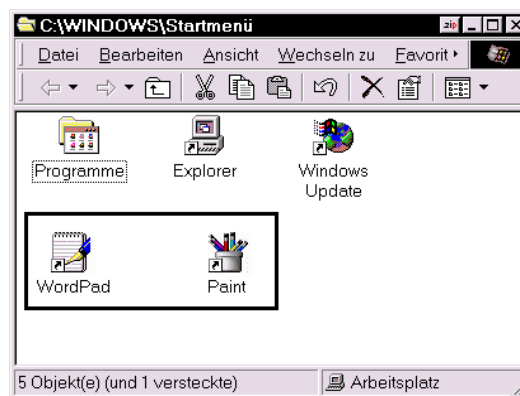 C:\WINDOWS\Startmenü
zip
Datei Bearbeiten Ansicht Wechseln zu Favorit
Programme
Explorer
Windows
Update
WordPad
Paint
5 Objekt(e) (und 1 versteckte)
Arbeitsplatz